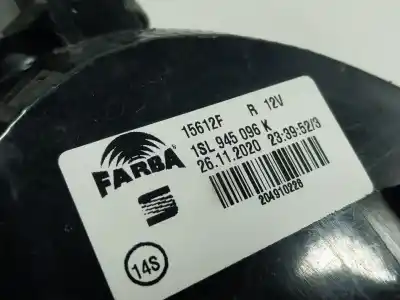 15612F R 12V
1SL 945 096 K
26.11.2020 23:39:52/3
FARBA
204910226
14S